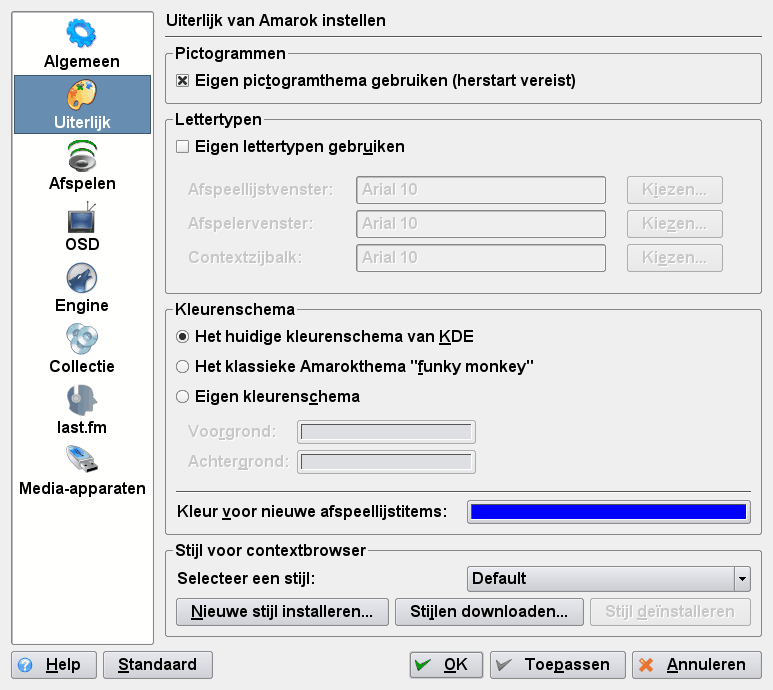 Algemeen
Uiterlijk
Afspelen
OSD
Engine
Collectie
last.fm
Media-apparaten
Uiterlijk van Amarok instellen
Pictogrammen
Eigen pictogramthema gebruiken (herstart vereist)
Lettertypen
Eigen lettertypen gebruiken
Afspeellijstvenster: Arial 10 Kiezen...
Afspelervenster: Arial 10 Kiezen...
Contextzijbalk: Arial 10 Kiezen...
Kleurenschema
Het huidige kleurenschema van KDE
Het klassieke Amarokthema "funky monkey"
Eigen kleurenschema
Voorgrond:
Achtergrond:
Kleur voor nieuwe afspeellijstitems:
Stijl voor contextbrowser
Selecteer een stijl: Default
Nieuwe stijl installeren... Stijlen downloaden... Stijl deïnstalleren
Help Standaard OK Toepassen Annuleren